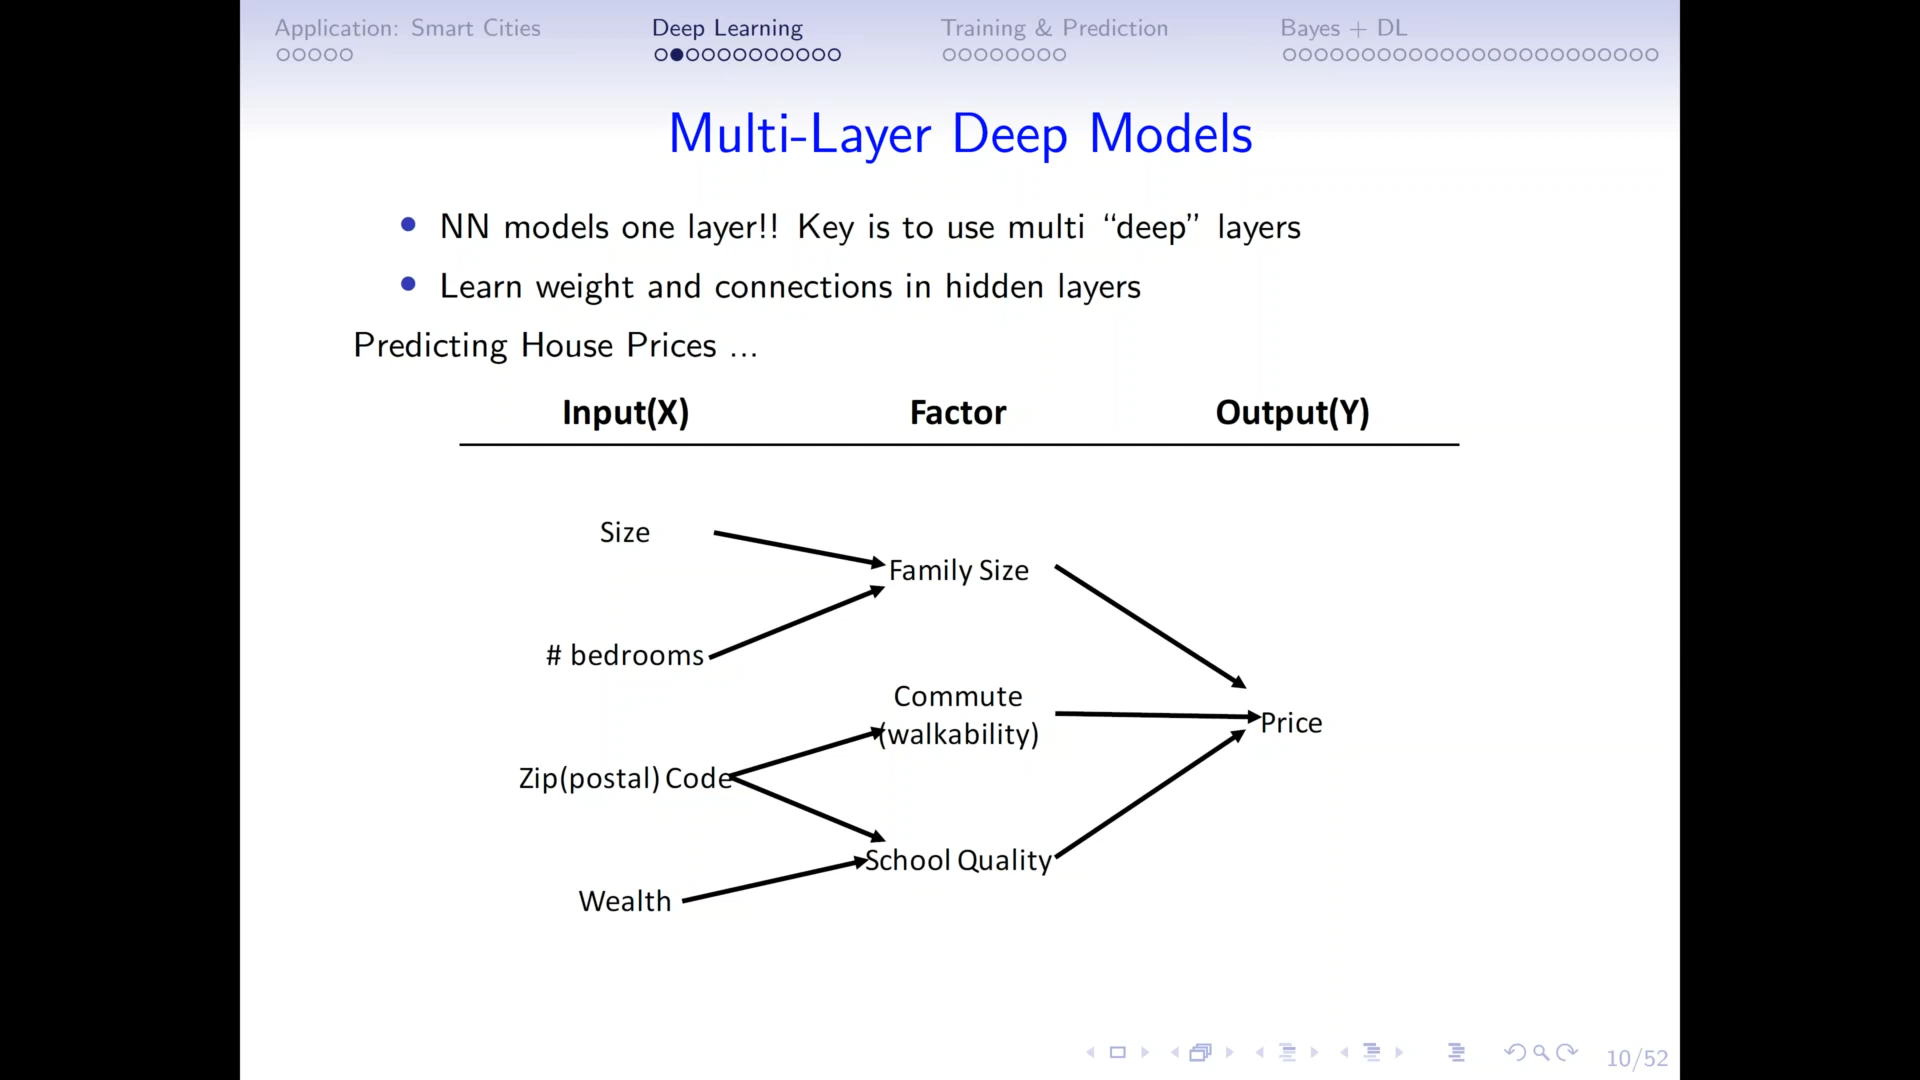 Application: Smart Cities Deep Learning Training & Prediction Bayes + DL
Multi-Layer Deep Models
• NN models one layer!! Key is to use multi “deep” layers
• Learn weight and connections in hidden layers
Predicting House Prices ...
Input(X) Factor Output(Y)
Size
Family Size
# bedrooms
Commute
(walkability)
Price
Zip(postal) Code
School Quality
Wealth
10/52